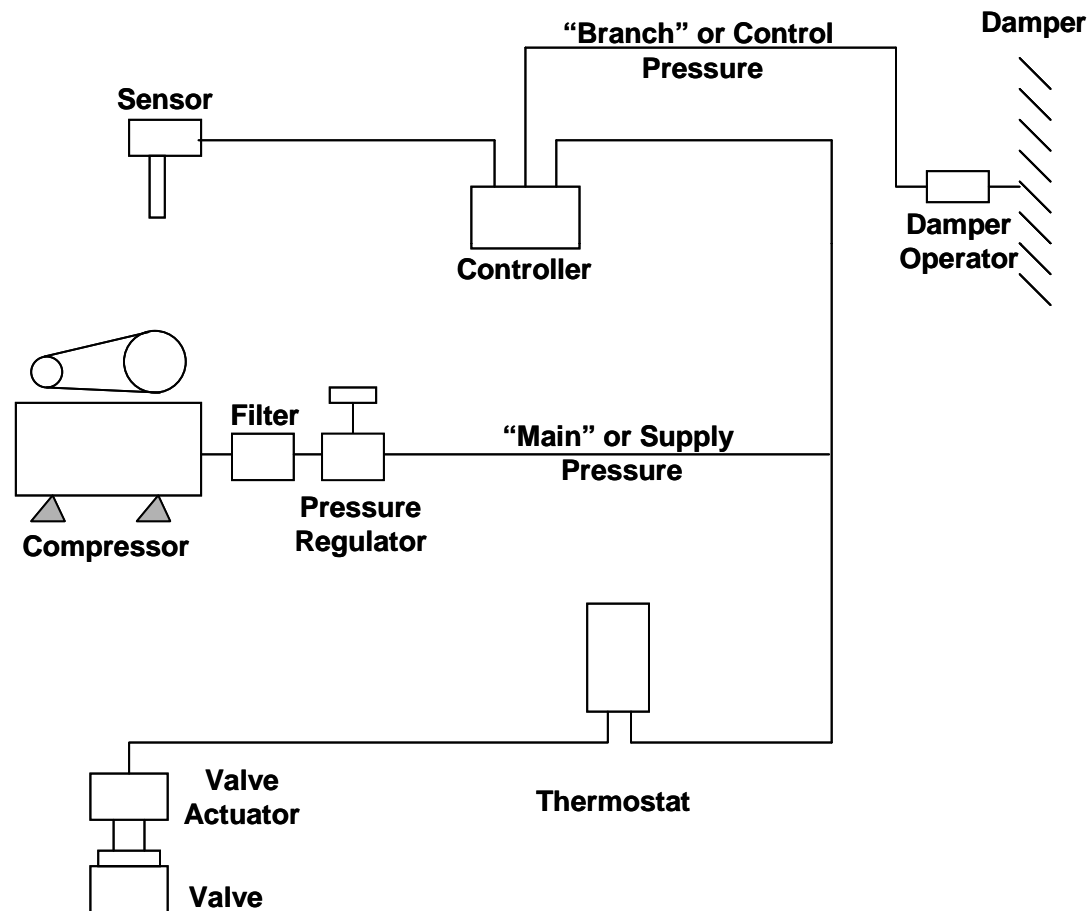 Damper
“Branch” or Control
Pressure
Sensor
Damper
Operator
Controller
Filter
“Main” or Supply
Pressure
Pressure
Regulator
Compressor
Valve
Actuator
Thermostat
Valve